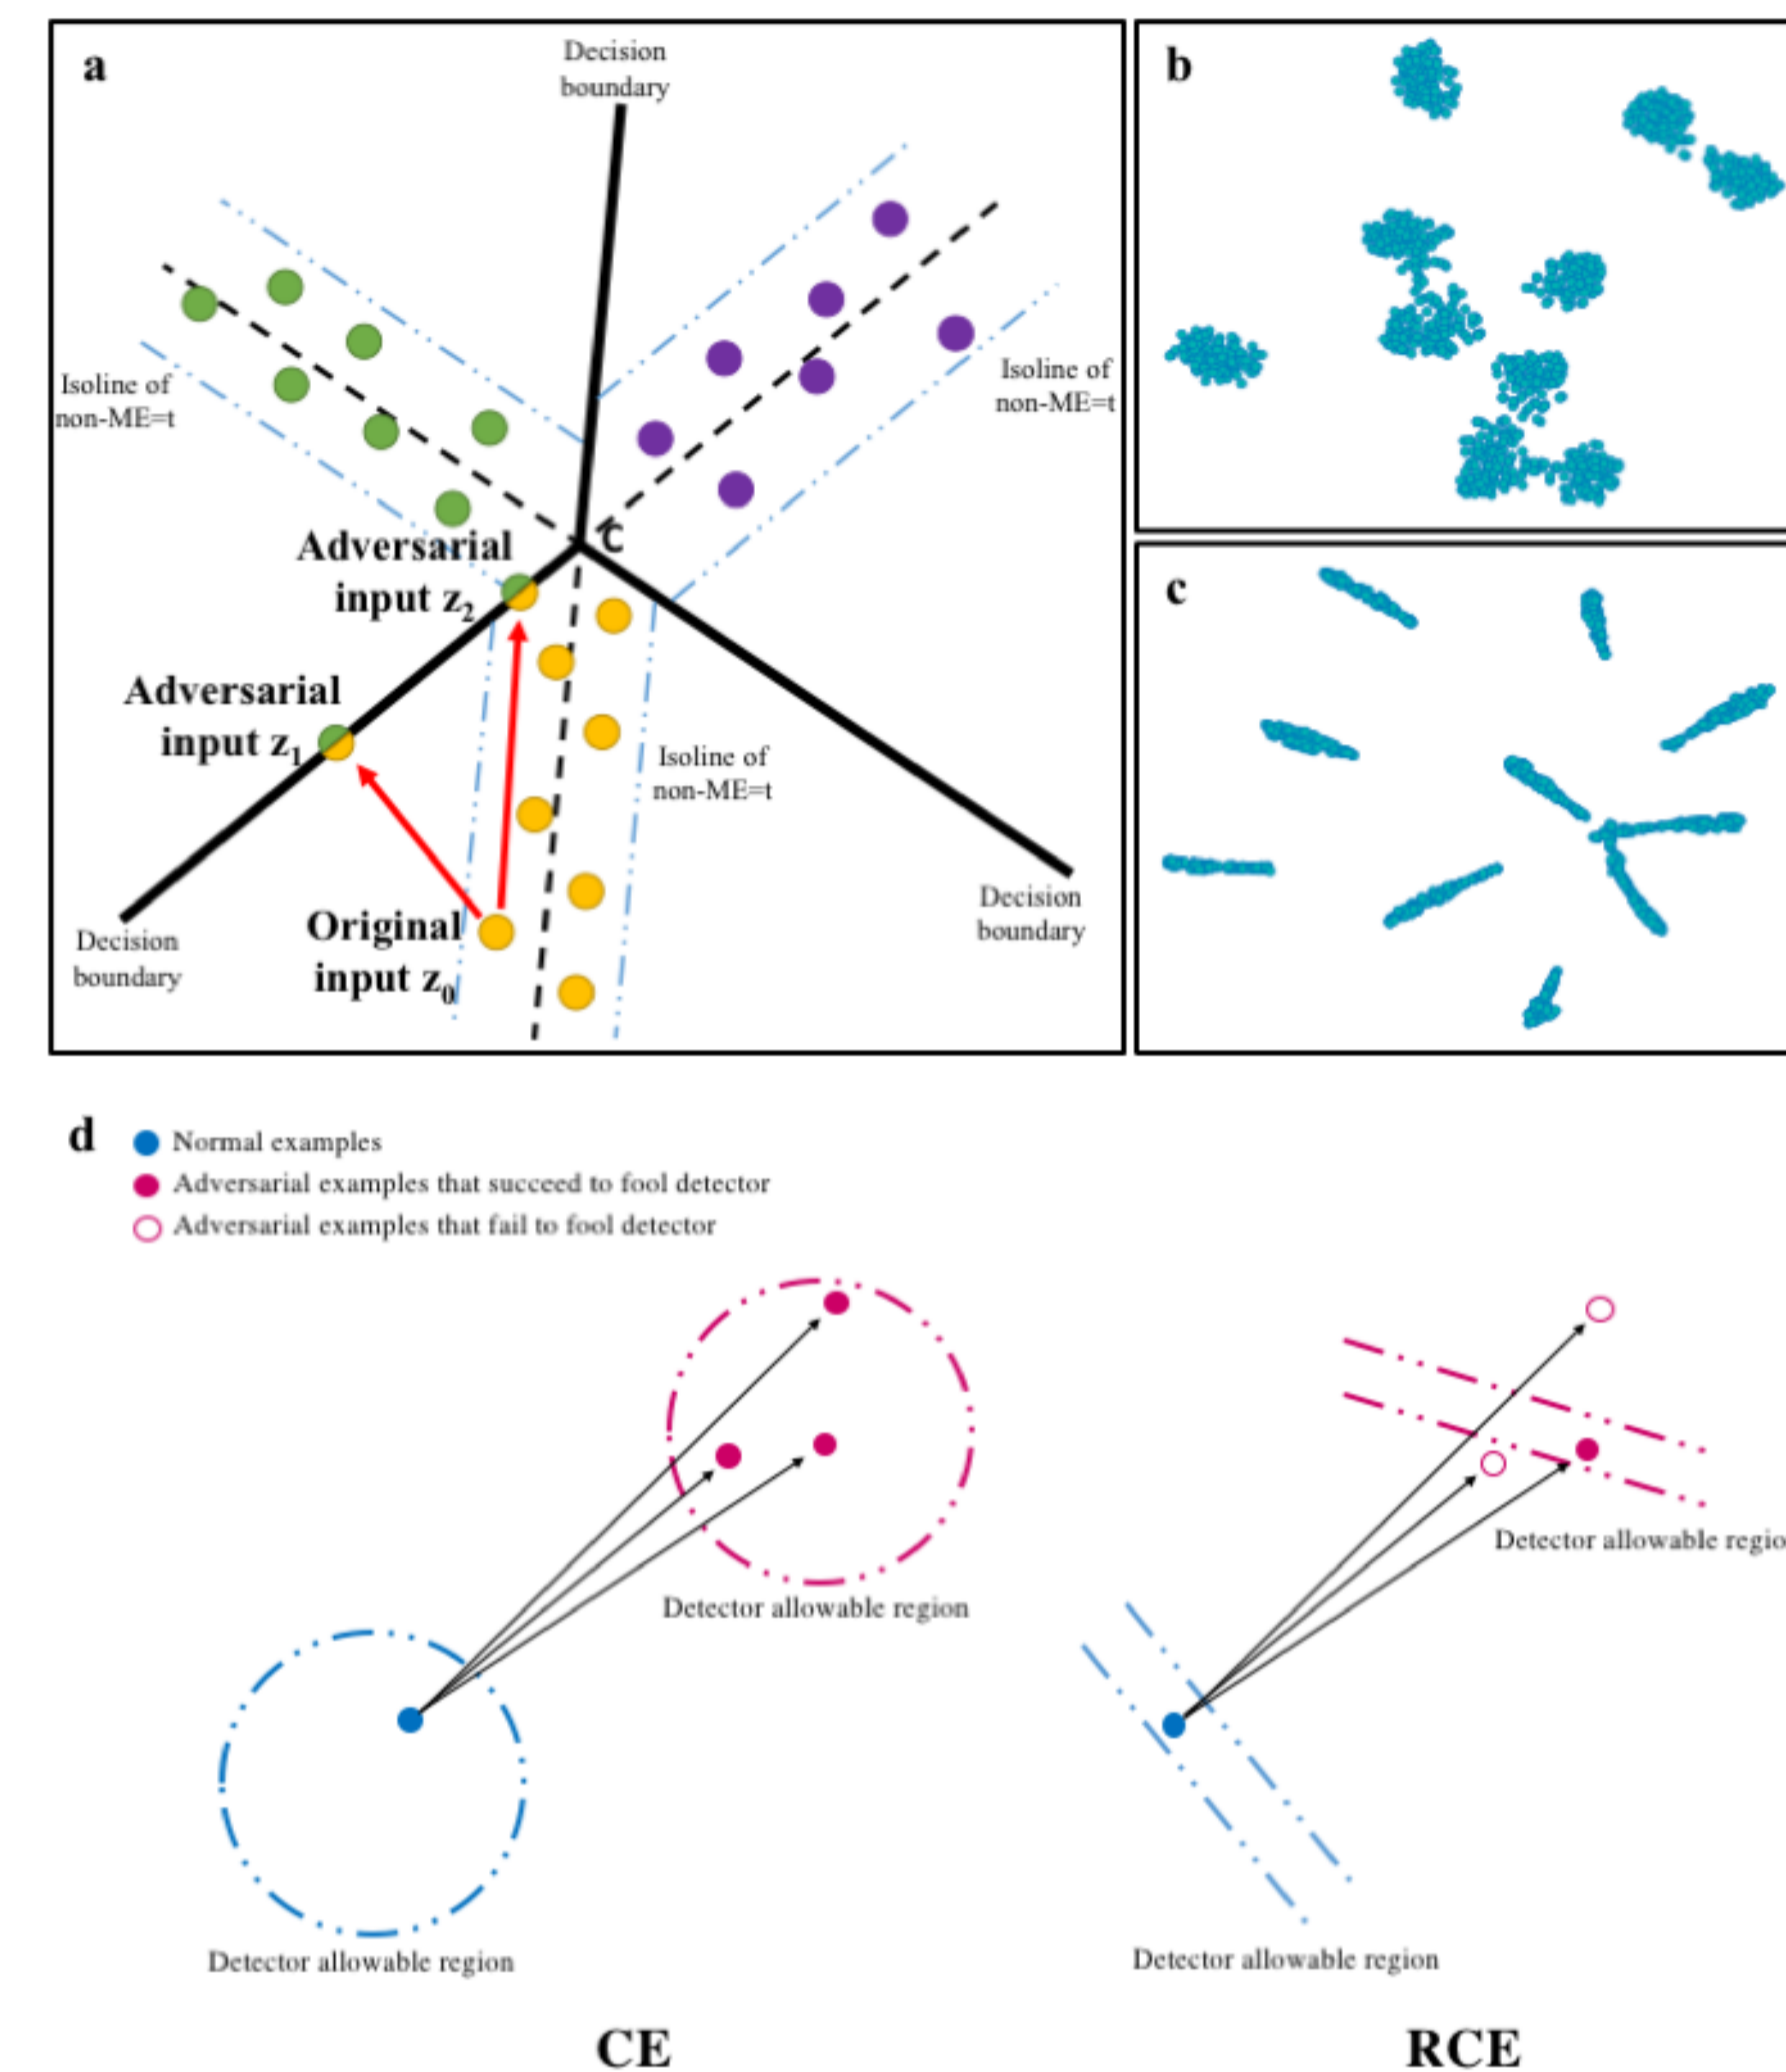 a
Decision
boundary
Isoline of
non-ME=t
Isoline of
non-ME=t
C
Adversarial
input z2
Adversarial
input z1
Isoline of
non-ME=t
Original
input z0
Decision
boundary
Decision
boundary
b
c
d
Normal examples
Adversarial examples that succeed to fool detector
Adversarial examples that fail to fool detector
Detector allowable region
Detector allowable regio
Detector allowable region
Detector allowable region
CE
RCE